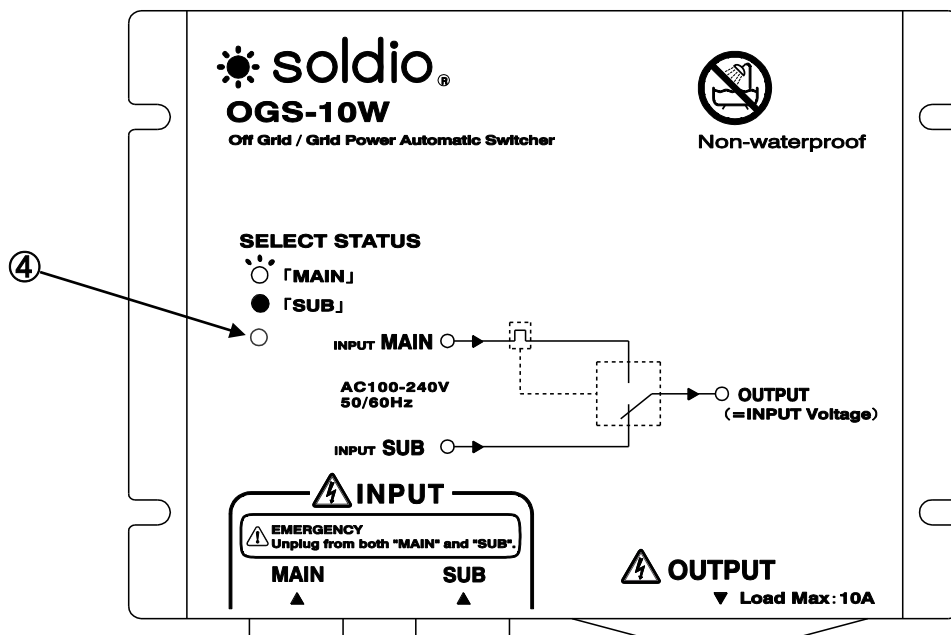 soldio®
OGS-10W
Off Grid / Grid Power Automatic Switcher
Non-waterproof
SELECT STATUS
④
「MAIN」
「SUB」
INPUT MAIN
AC100-240V
50/60Hz
OUTPUT
(=INPUT Voltage)
INPUT SUB
INPUT
EMERGENCY
Unplug from both "MAIN" and "SUB".
MAIN
SUB
OUTPUT
▼ Load Max:10A